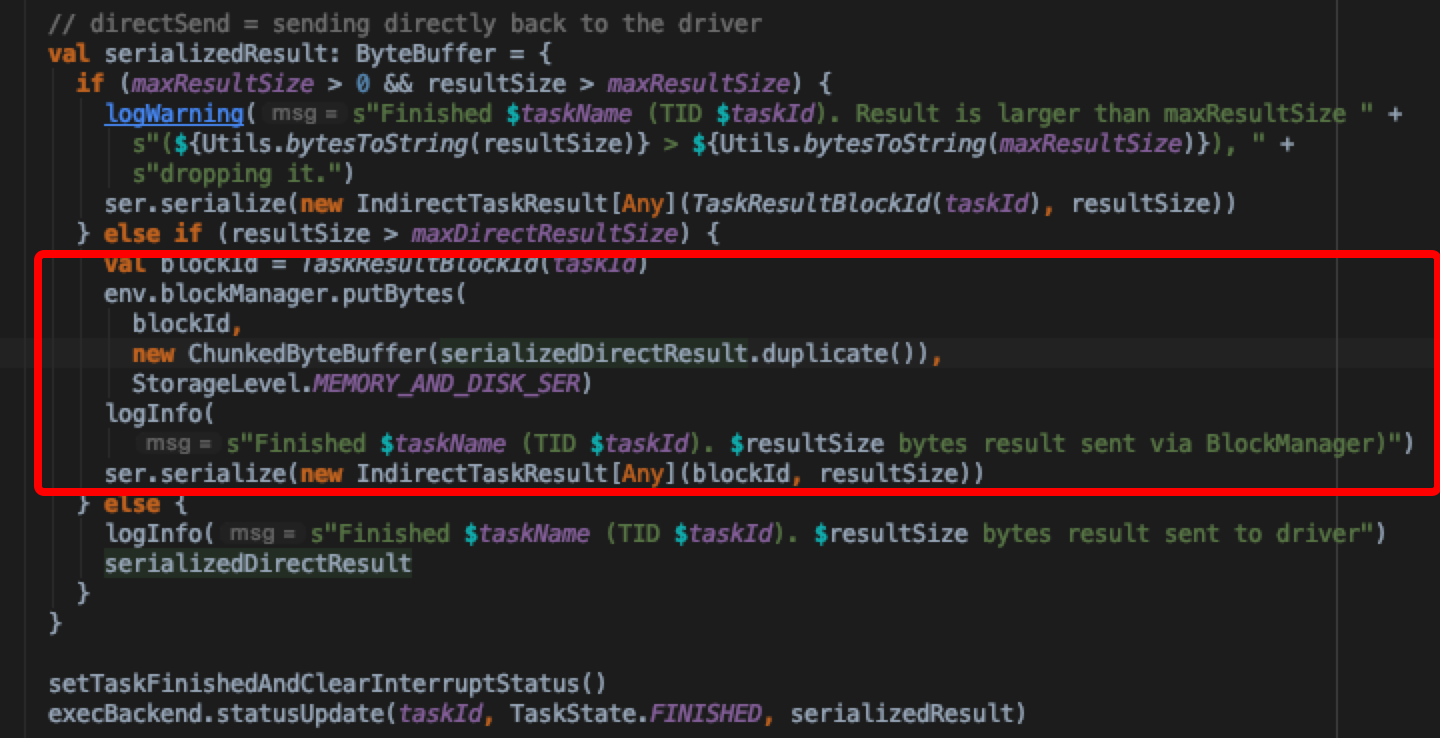 // directSend = sending directly back to the driver
val serializedResult: ByteBuffer = {
if (maxResultSize > 0 && resultSize > maxResultSize) {
logWarning( msg = s"Finished $taskName (TID $taskId). Result is larger than maxResultSize " +
s"(${Utils.bytesToString(resultSize)} > ${Utils.bytesToString(maxResultSize)}), " +
s"dropping it.")
ser.serialize(new IndirectTaskResult[Any](TaskResultBlockId(taskId), resultSize))
} else if (resultSize > maxDirectResultSize) {
val blockId = TaskResultBlockId(taskId)
env.blockManager.putBytes(
blockId,
new ChunkedByteBuffer(serializedDirectResult.duplicate()),
StorageLevel.MEMORY_AND_DISK_SER)
logInfo(
msg = s"Finished $taskName (TID $taskId). $resultSize bytes result sent via BlockManager)")
ser.serialize(new IndirectTaskResult[Any](blockId, resultSize))
} else {
logInfo( msg = s"Finished $taskName (TID $taskId). $resultSize bytes result sent to driver")
serializedDirectResult
}
}
setTaskFinishedAndClearInterruptStatus()
execBackend.statusUpdate(taskId, TaskState.FINISHED, serializedResult)